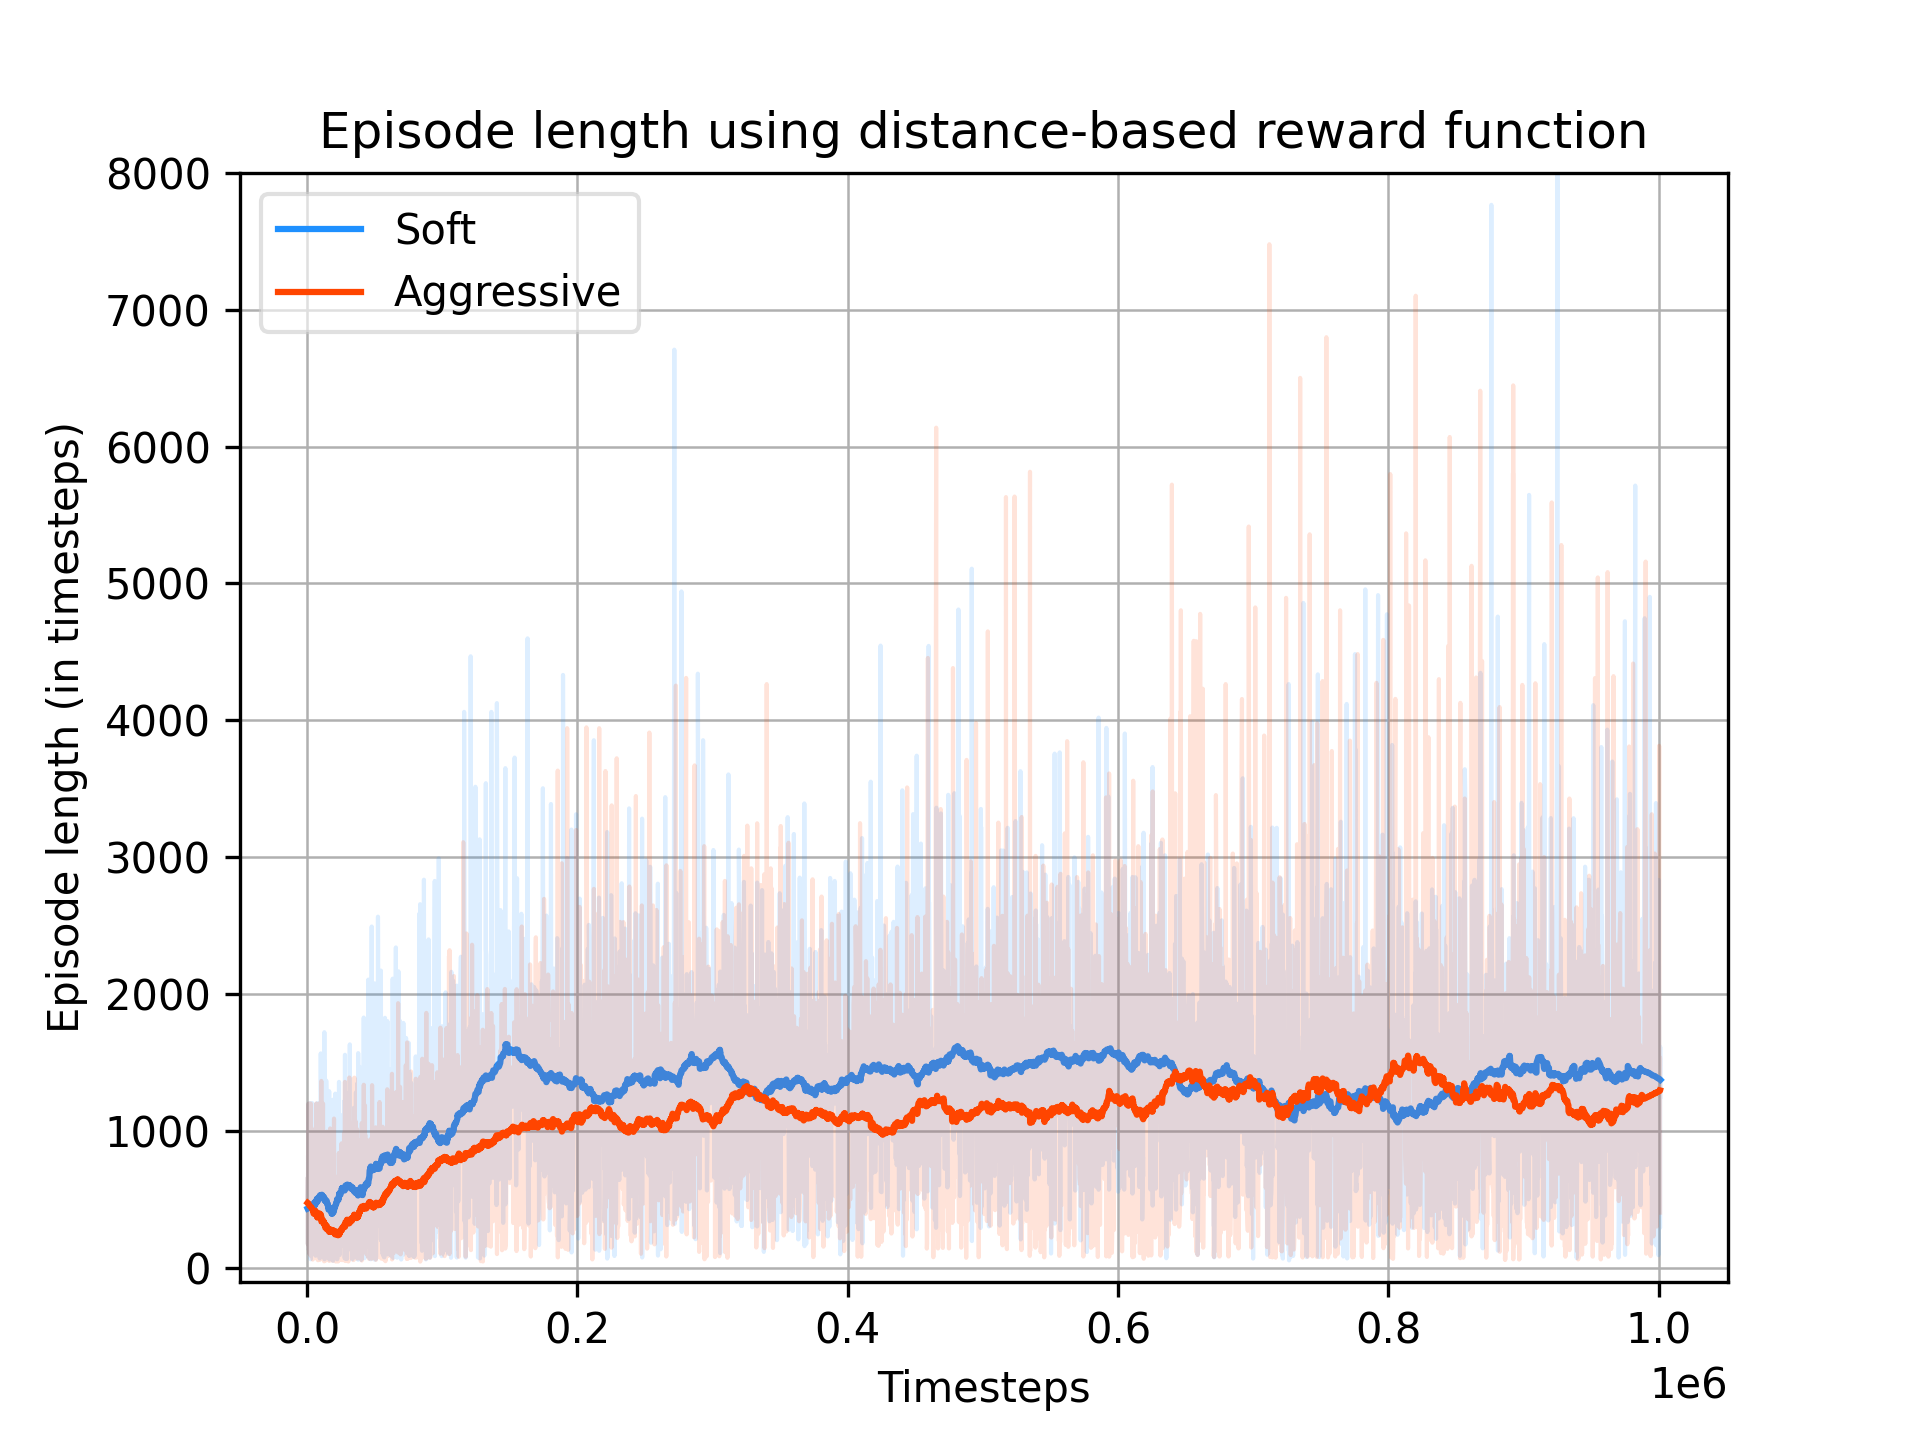 Episode length using distance-based reward function
8000
7000
6000
5000
4000
3000
2000
1000
0
Episode length (in timesteps)
Soft
Aggressive
0.0 0.2 0.4 0.6 0.8 1.0
1e6
Timesteps